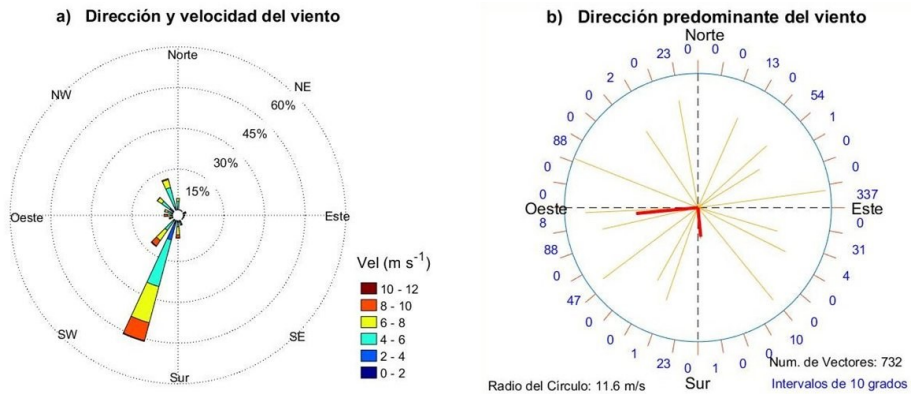 a) Dirección y velocidad del viento
Norte
NE
60%
45%
30%
15%
NW
Oeste
Este
SW
SE
Sur
Vel (m s⁻¹)
10 - 12
8 - 10
6 - 8
4 - 6
2 - 4
0 - 2
b) Dirección predominante del viento
Norte
0
0
0
13
0
54
1
0
0
337
Este
0
31
4
0
0
10
0
0
Sur
0
23
1
0
0
47
0
88
8
Oeste
0
0
88
0
0
2
0
23
Radio del Circulo: 11.6 m/s
Num. de Vectores: 732
Intervalos de 10 grados